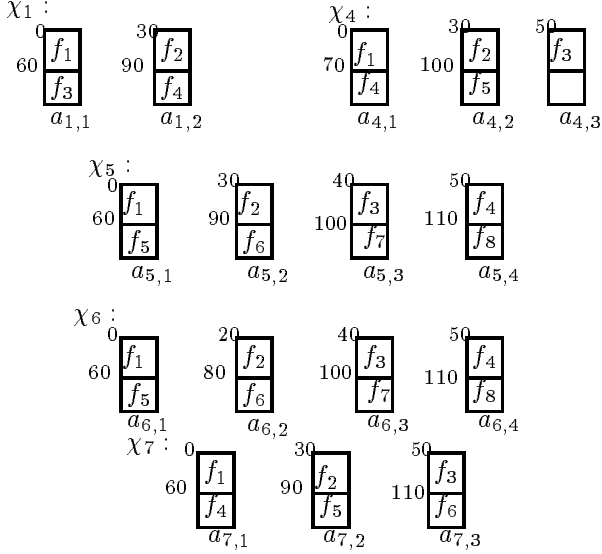 χ₁ : χ₄ :
0 30 0 30 50
f₁ f₂ f₁ f₂ f₃
60 90 70 100
f₃ f₄ f₄ f₅
a₁,₁ a₁,₂ a₄,₁ a₄,₂ a₄,₃
χ₅ :
0 30 40 50
f₁ f₂ f₃ f₄
60 90 100 110
f₅ f₆ f₇ f₈
a₅,₁ a₅,₂ a₅,₃ a₅,₄
χ₆ :
0 20 40 50
f₁ f₂ f₃ f₄
60 80 100 110
f₅ f₆ f₇ f₈
a₆,₁ a₆,₂ a₆,₃ a₆,₄
χ₇ :
0 30 50
f₁ f₂ f₃
60 90 110
f₄ f₅ f₆
a₇,₁ a₇,₂ a₇,₃